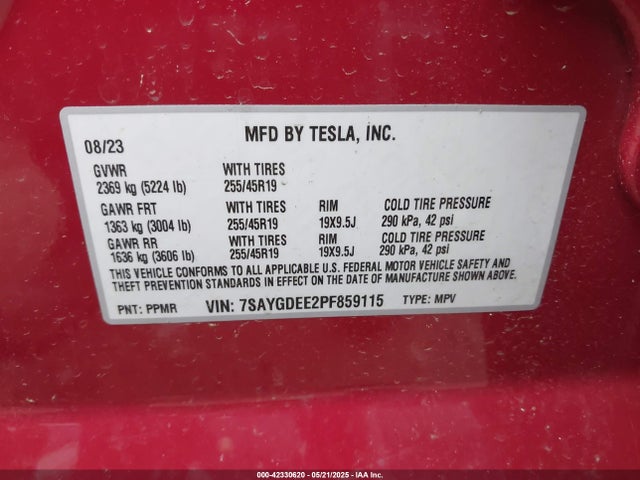 08/23 MFD BY TESLA, INC.
GVWR WITH TIRES
2369 kg (5224 lb) 255/45R19
GAWR FRT WITH TIRES RIM COLD TIRE PRESSURE
1363 kg (3004 lb) 255/45R19 19X9.5J 290 kPa, 42 psi
GAWR RR WITH TIRES RIM COLD TIRE PRESSURE
1636 kg (3606 lb) 255/45R19 19X9.5J 290 kPa, 42 psi
THIS VEHICLE CONFORMS TO ALL APPLICABLE U.S. FEDERAL MOTOR VEHICLE SAFETY AND
THEFT PREVENTION STANDARDS IN EFFECT ON THE DATE OF MANUFACTURE SHOWN ABOVE.
PNT: PPMR VIN: 7SAYGDEE2PF859115 TYPE: MPV
000-42330620 - 05/21/2025 - IAA Inc.